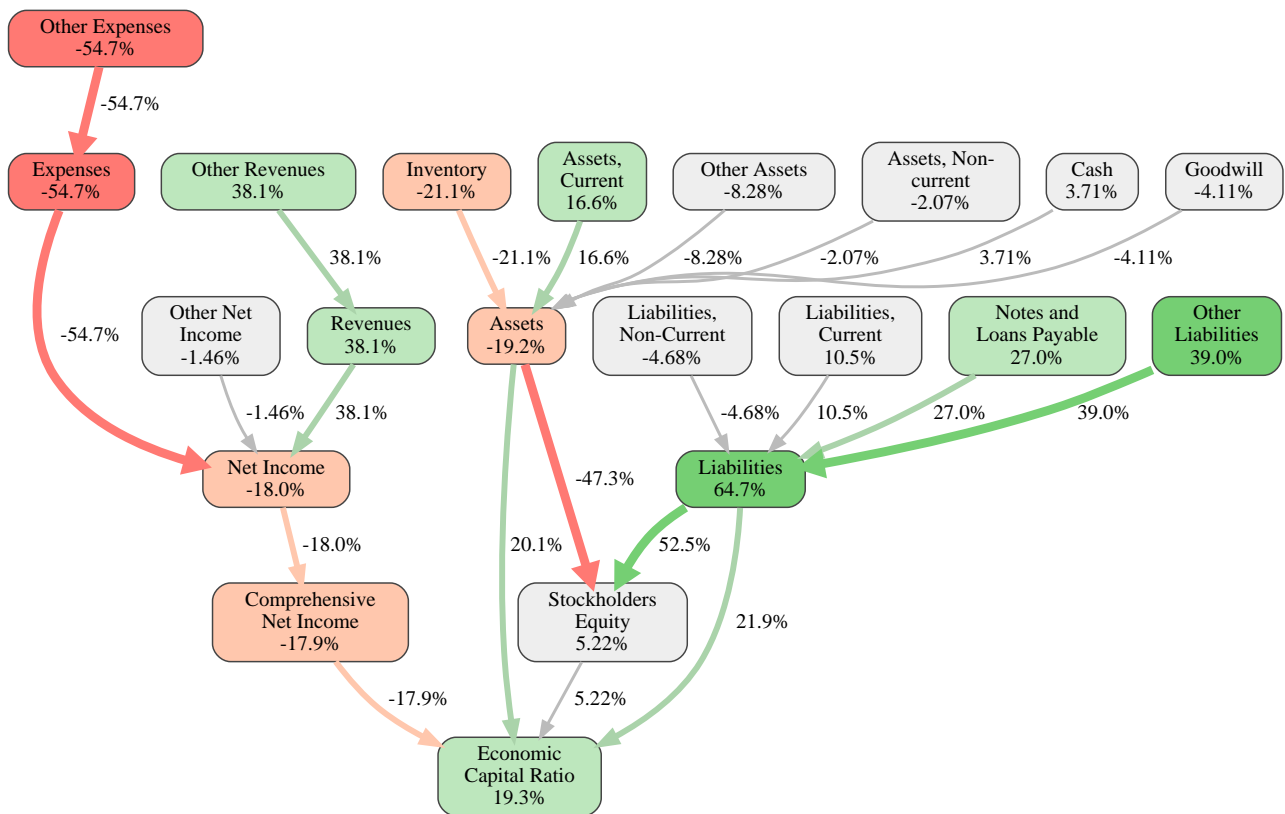 Other Expenses
-54.7%
-54.7%
Expenses
-54.7%
Other Revenues
38.1%
Inventory
-21.1%
Assets,
Current
16.6%
Other Assets
-8.28%
Assets, Non-
current
-2.07%
Cash
3.71%
Goodwill
-4.11%
38.1%
-21.1%
16.6%
-8.28%
-2.07%
3.71%
-4.11%
-54.7%
Other Net
Income
-1.46%
Revenues
38.1%
Assets
-19.2%
Liabilities,
Non-Current
-4.68%
Liabilities,
Current
10.5%
Notes and
Loans Payable
27.0%
Other
Liabilities
39.0%
-1.46%
38.1%
-4.68%
10.5%
27.0%
39.0%
Net Income
-18.0%
-47.3%
Liabilities
64.7%
-18.0%
20.1%
52.5%
Comprehensive
Net Income
-17.9%
Stockholders
Equity
5.22%
21.9%
-17.9%
5.22%
Economic
Capital Ratio
19.3%